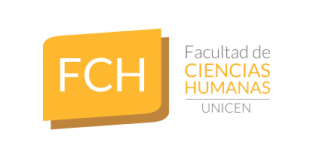 FCH
Facultad de
CIENCIAS
HUMANAS
UNICEN